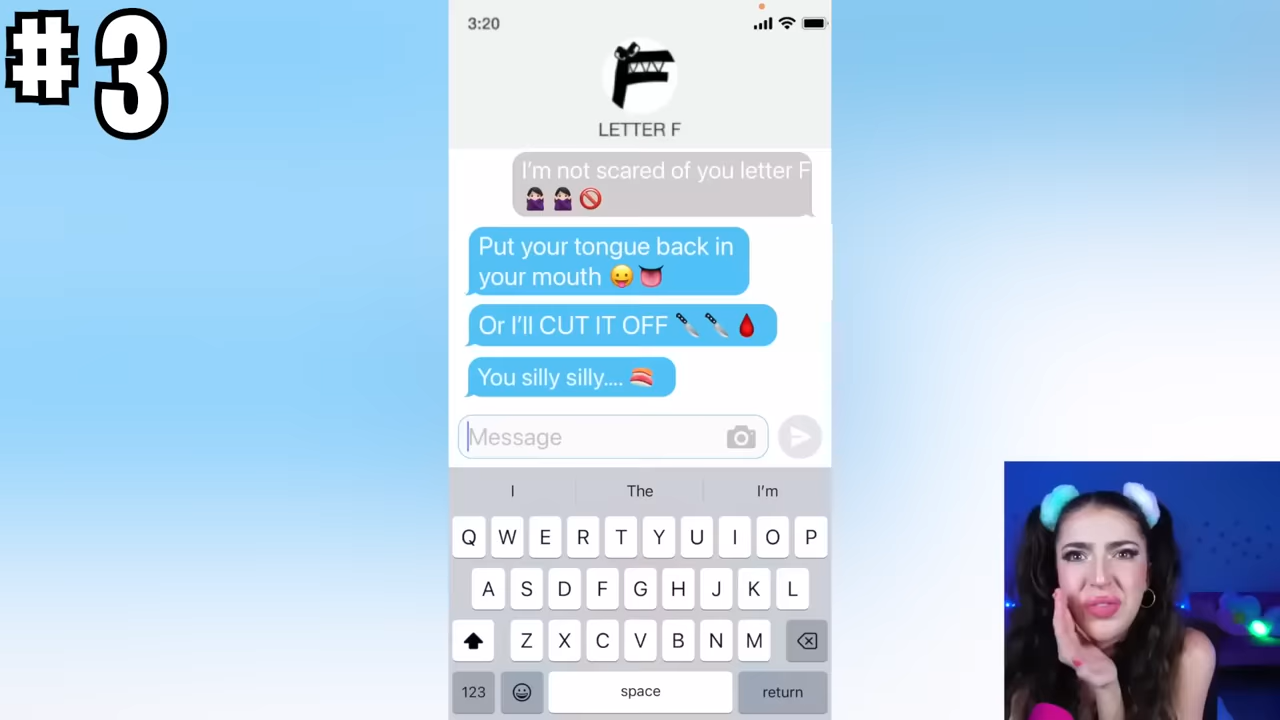 #3
3:20
LETTER F
I'm not scared of you letter F
🙅🏻‍♀️🙅🏻‍♀️🚫
Put your tongue back in
your mouth 😛👅
Or I'll CUT IT OFF 🔪🔪🩸
You silly silly.... 🍣
Message
I The I'm
Q W E R T Y U I O P
A S D F G H J K L
Z X C V B N M
123 space return